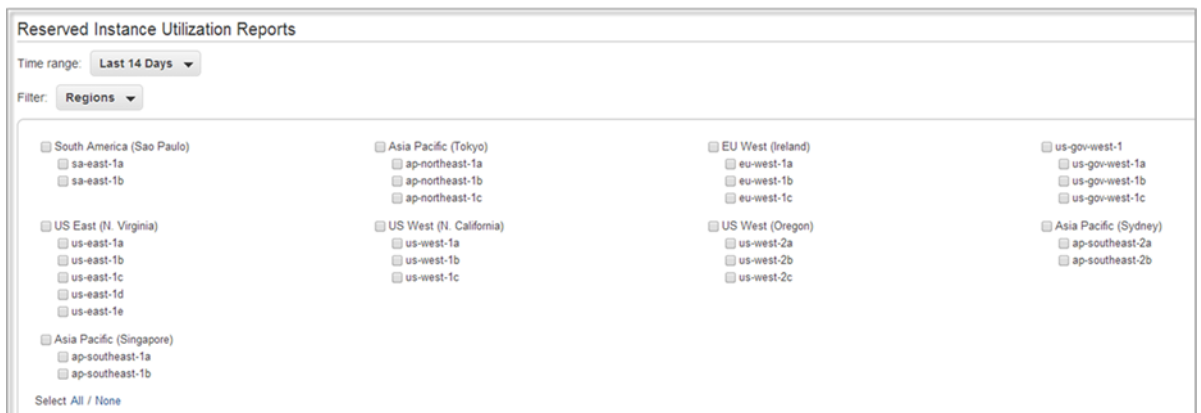 Reserved Instance Utilization Reports
Time range: Last 14 Days
Filter: Regions
South America (Sao Paulo)
sa-east-1a
sa-east-1b
Asia Pacific (Tokyo)
ap-northeast-1a
ap-northeast-1b
ap-northeast-1c
EU West (Ireland)
eu-west-1a
eu-west-1b
eu-west-1c
us-gov-west-1
us-gov-west-1a
us-gov-west-1b
us-gov-west-1c
US East (N. Virginia)
us-east-1a
us-east-1b
us-east-1c
us-east-1d
us-east-1e
US West (N. California)
us-west-1a
us-west-1b
us-west-1c
US West (Oregon)
us-west-2a
us-west-2b
us-west-2c
Asia Pacific (Sydney)
ap-southeast-2a
ap-southeast-2b
Asia Pacific (Singapore)
ap-southeast-1a
ap-southeast-1b
Select All / None